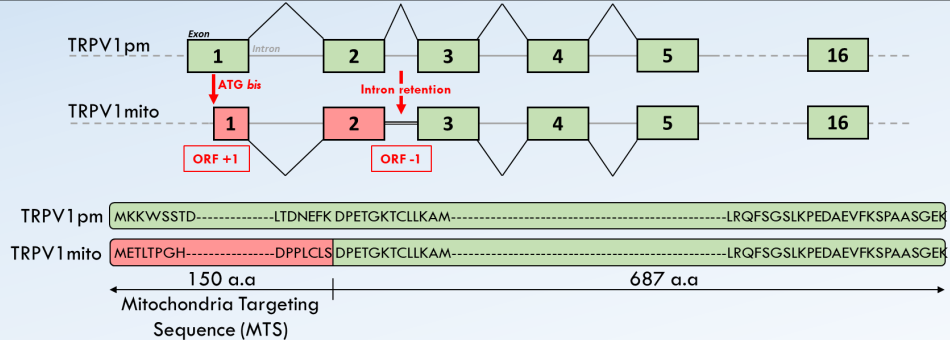 Exon
TRPV1pm 1 Intron 2 3 4 5 16
ATG bis
Intron retention
TRPV1mito 1 2 3 4 5 16
ORF +1 ORF -1
TRPV1pm MKKWSSTD--------------LTDNEFK DPETGKTCLLKAM--------------------------------------------------LRQFSGSLKPEDAEVFKSPAASGEK
TRPV1mito METLTPGH----------------DPPLCLS DPETGKTCLLKAM--------------------------------------------------LRQFSGSLKPEDAEVFKSPAASGEK
150 a.a 687 a.a
Mitochondria Targeting
Sequence (MTS)